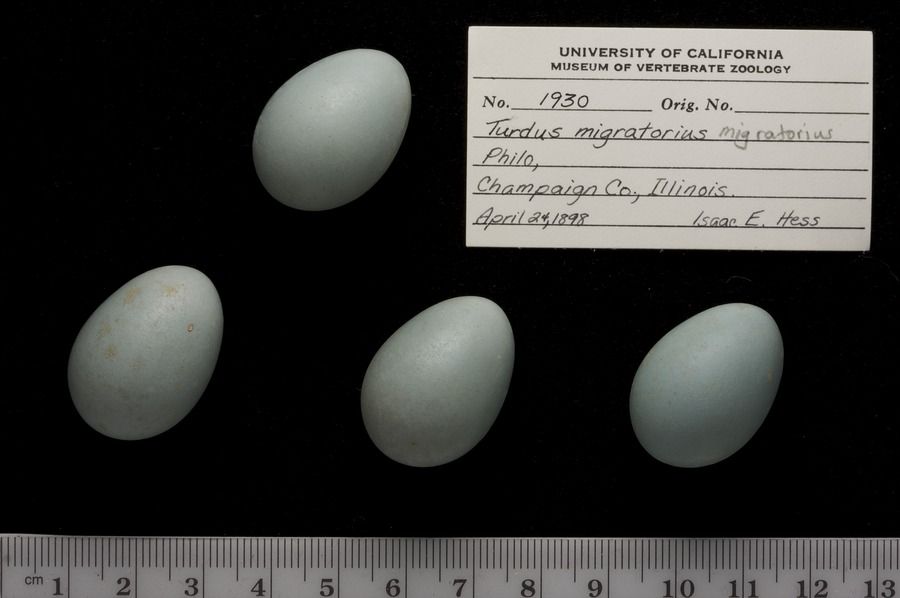 UNIVERSITY OF CALIFORNIA
MUSEUM OF VERTEBRATE ZOOLOGY
No. 1930 Orig. No.
Turdus migratorius migratorius
Philo,
Champaign Co., Illinois.
April 24, 1898 Isaac E. Hess
cm 1 2 3 4 5 6 7 8 9 10 11 12 13